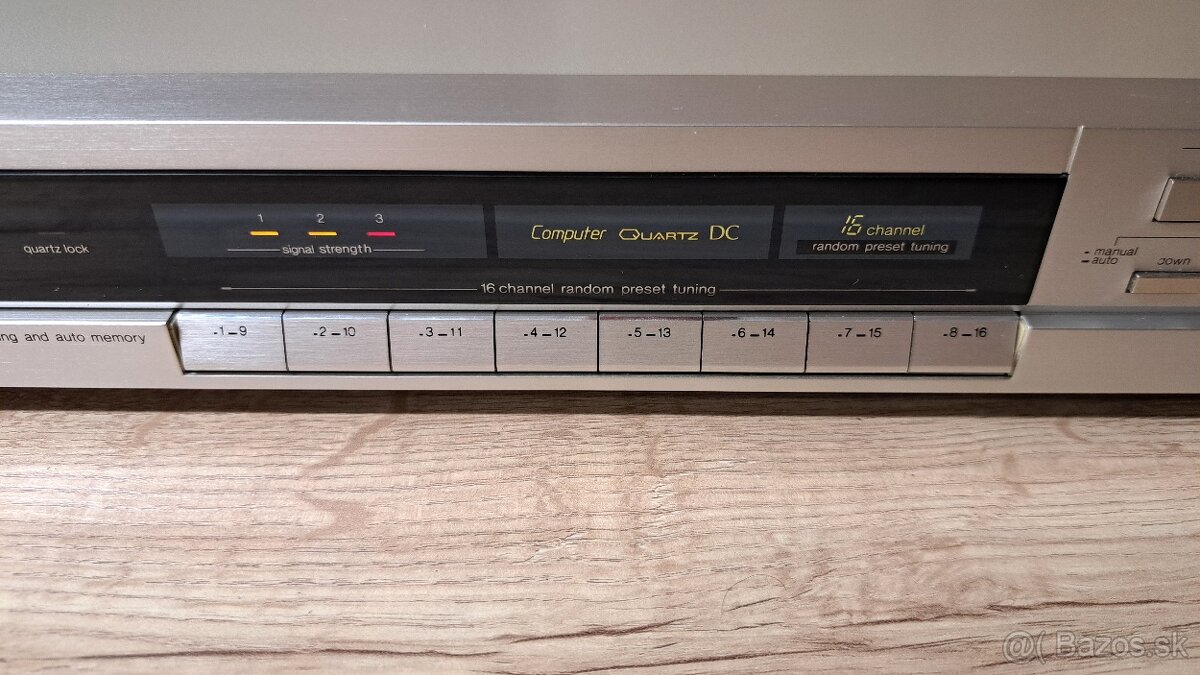 1 2 3
signal strength
quartz lock
Computer QUARTZ DC
16 channel
random preset tuning
16 channel random preset tuning
manual
auto
down
ing and auto memory
1 9
2 10
3 11
4 12
5 13
6 14
7 15
8 16
@( Bazos.sk